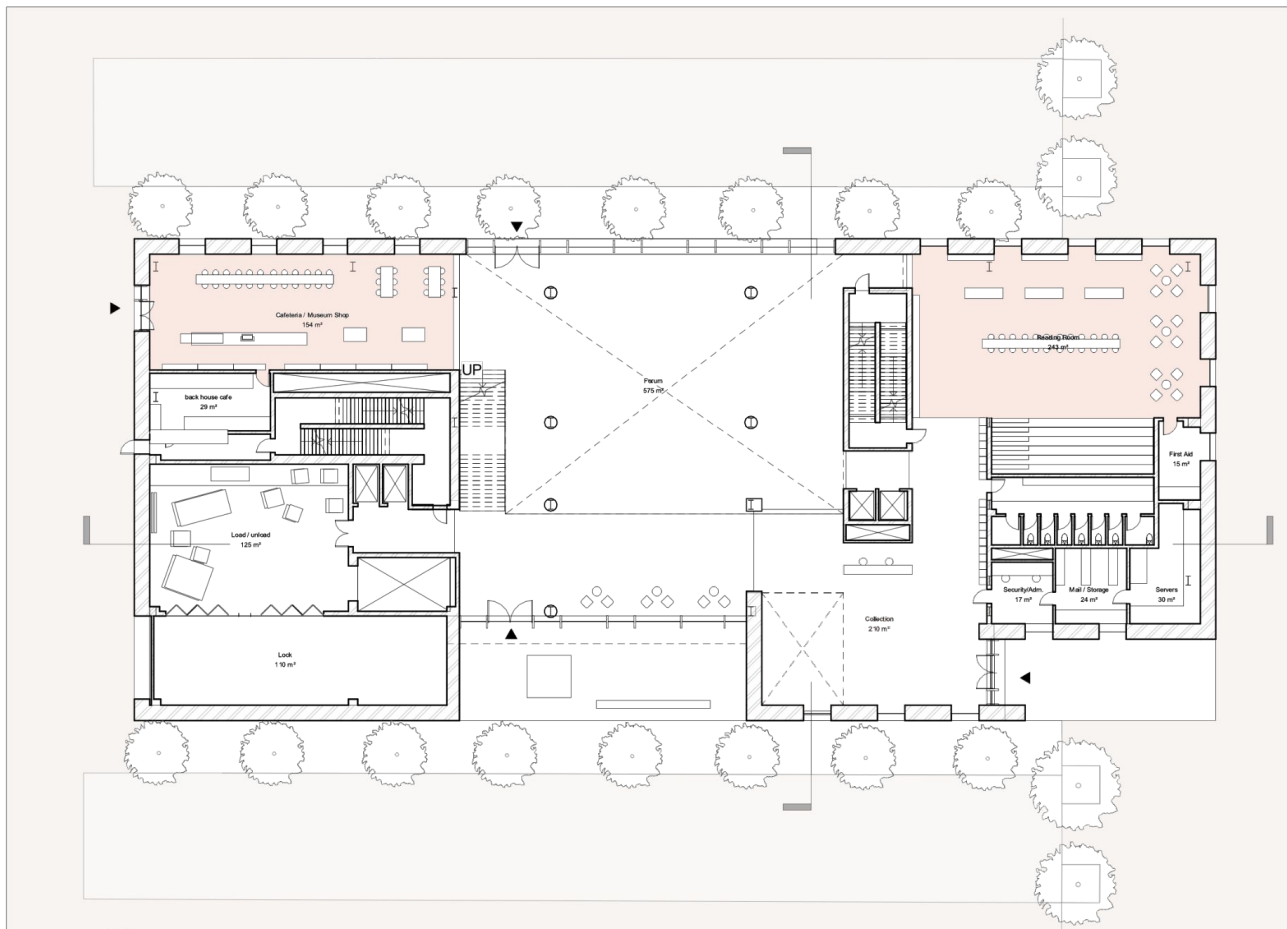 Cafeteria / Museum Shop
154 m²
Reading Room
243 m²
UP
Forum
575 m²
back house cafe
29 m²
First Aid
15 m²
Load / unload
125 m²
Security/Adm.
17 m²
Mail / Storage
24 m²
Servers
30 m²
Collection
210 m²
Lock
110 m²